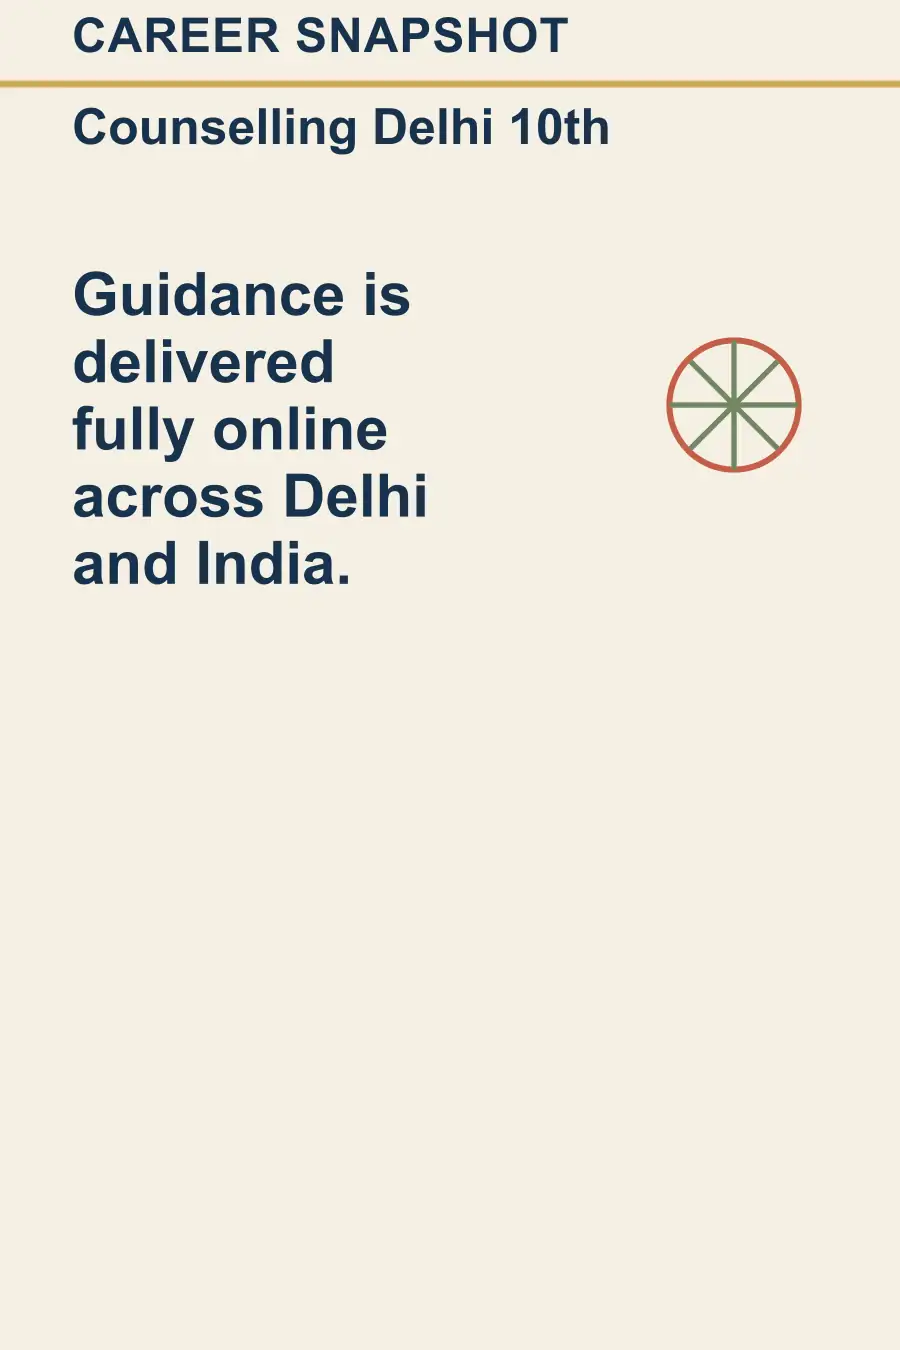 CAREER SNAPSHOT
Counselling Delhi 10th
Guidance is
delivered
fully online
across Delhi
and India.